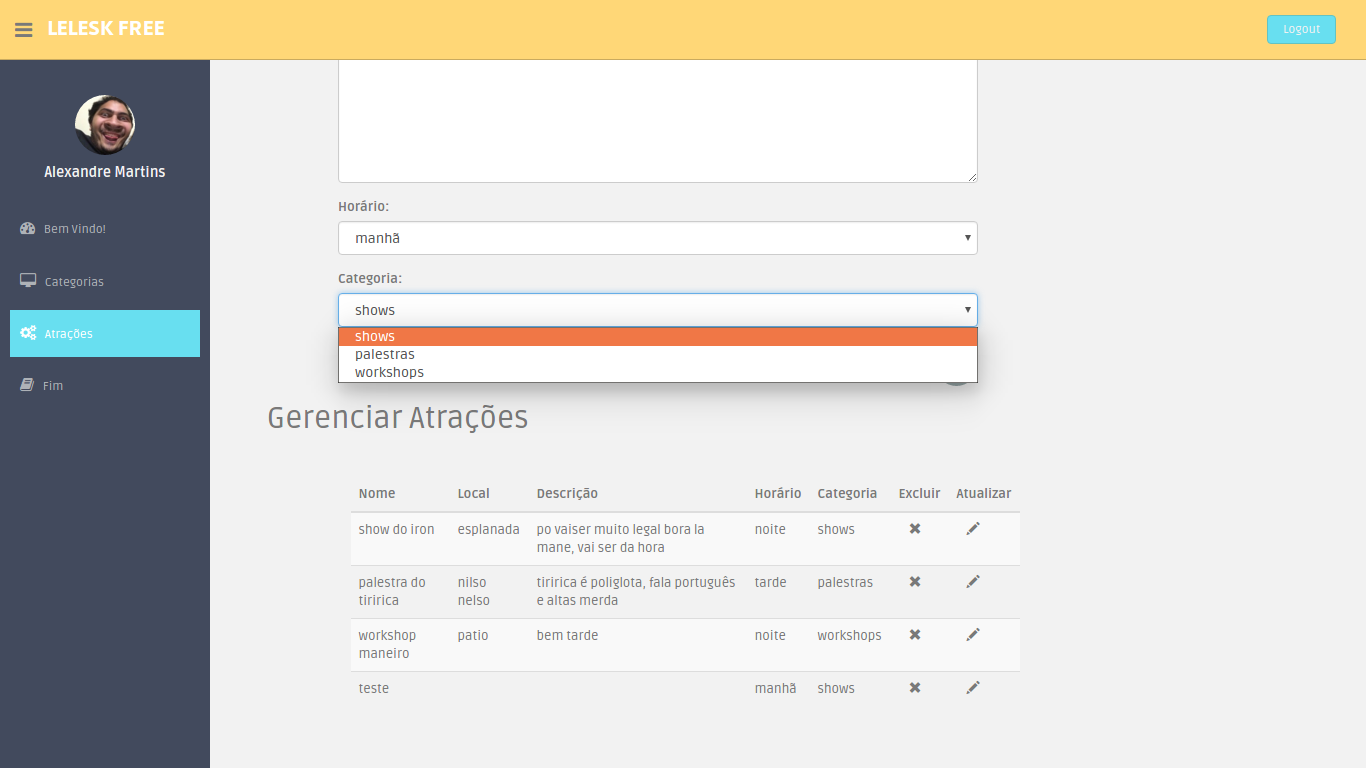 LELESK FREE
Logout
Alexandre Martins
Bem Vindo!
Categorias
Atrações
Fim
Horário:
manhã
Categoria:
shows
shows
palestras
workshops
Gerenciar Atrações
Nome Local Descrição Horário Categoria Excluir Atualizar
show do iron esplanada po vaiser muito legal bora la noite shows
mane, vai ser da hora
palestra do nilso tiririca é poliglota, fala português tarde palestras
tiririca nelso e altas merda
workshop patio bem tarde noite workshops
maneiro
teste manhã shows